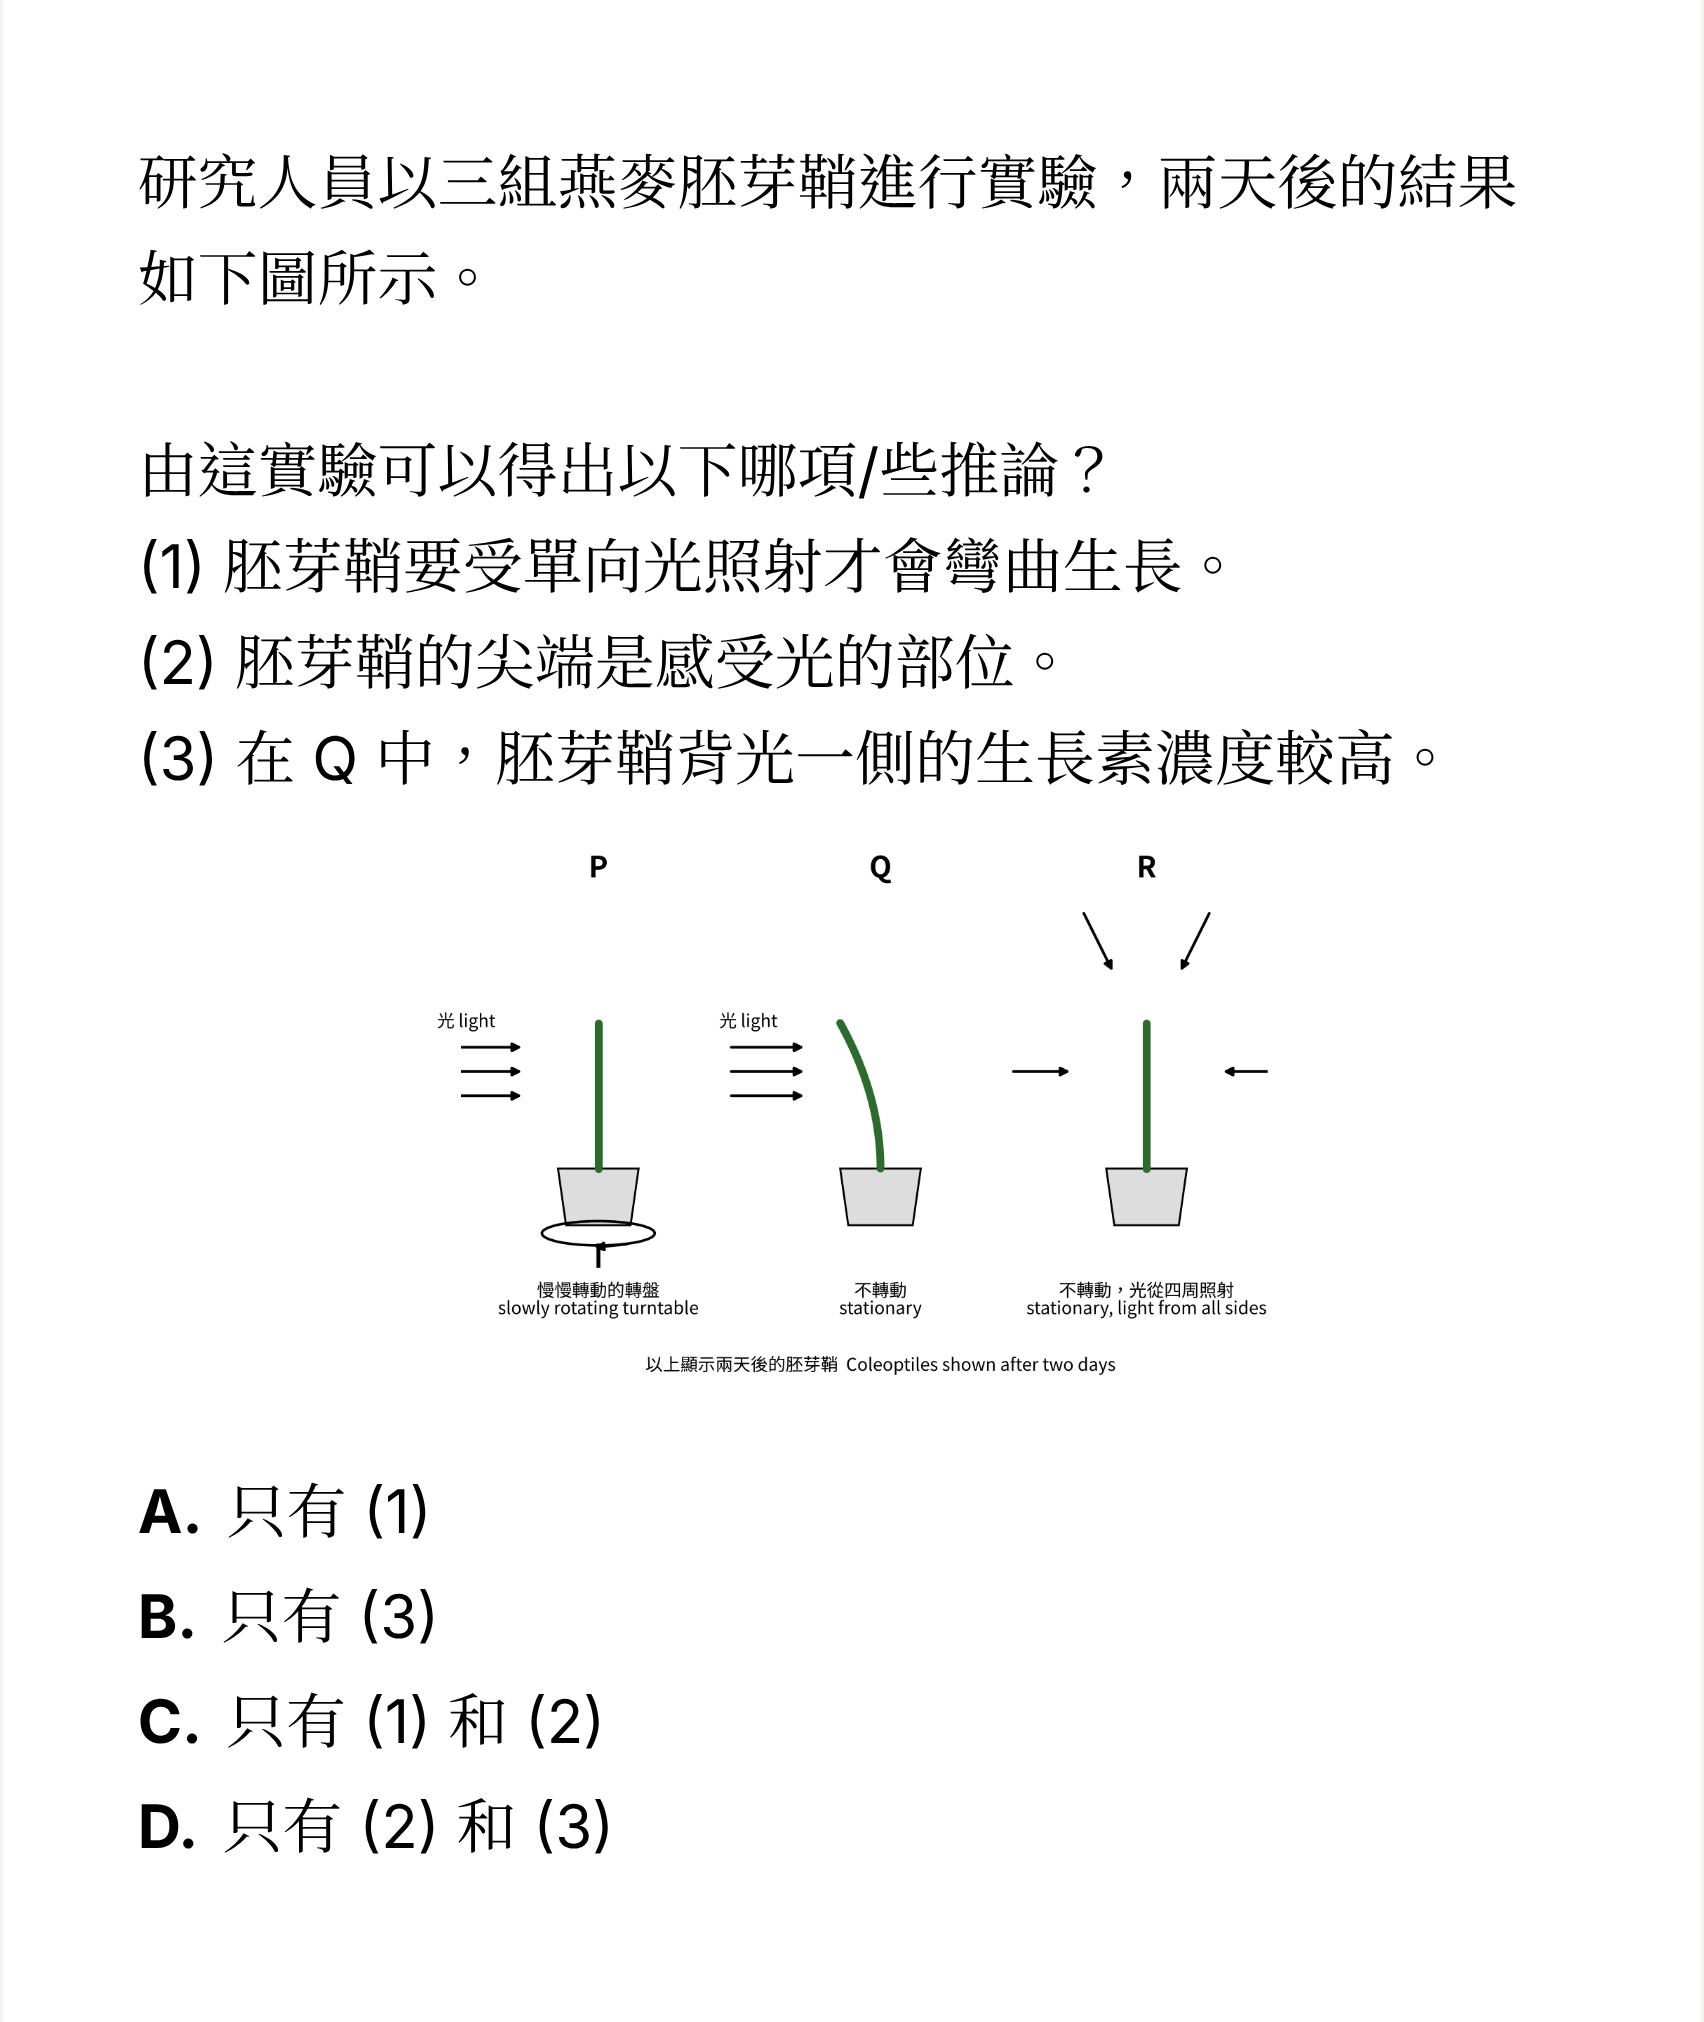 研究人員以三組燕麥胚芽鞘進行實驗，兩天後的結果
如下圖所示。
由這實驗可以得出以下哪項/些推論？
(1) 胚芽鞘要受單向光照射才會彎曲生長。
(2) 胚芽鞘的尖端是感受光的部位。
(3) 在 Q 中，胚芽鞘背光一側的生長素濃度較高。
P Q R
光 light 光 light
慢慢轉動的轉盤 不轉動 不轉動，光從四周照射
slowly rotating turntable stationary stationary, light from all sides
以上顯示兩天後的胚芽鞘 Coleoptiles shown after two days
A. 只有 (1)
B. 只有 (3)
C. 只有 (1) 和 (2)
D. 只有 (2) 和 (3)